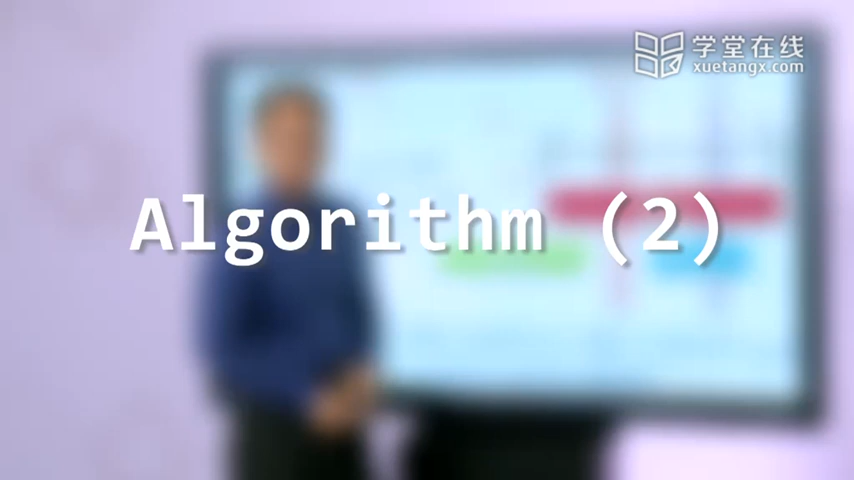 学堂在线
xuetangx.com
Algorithm (2)